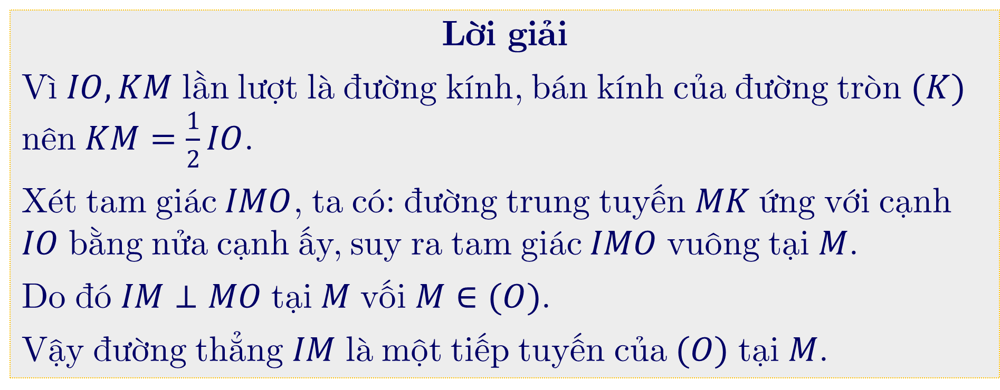 Lời giải
Vì IO, KM lần lượt là đường kính, bán kính của đường tròn (K)
nên KM = 1/2 IO.
Xét tam giác IMO, ta có: đường trung tuyến MK ứng với cạnh
IO bằng nửa cạnh ấy, suy ra tam giác IMO vuông tại M.
Do đó IM ⊥ MO tại M vối M ∈ (O).
Vậy đường thẳng IM là một tiếp tuyến của (O) tại M.